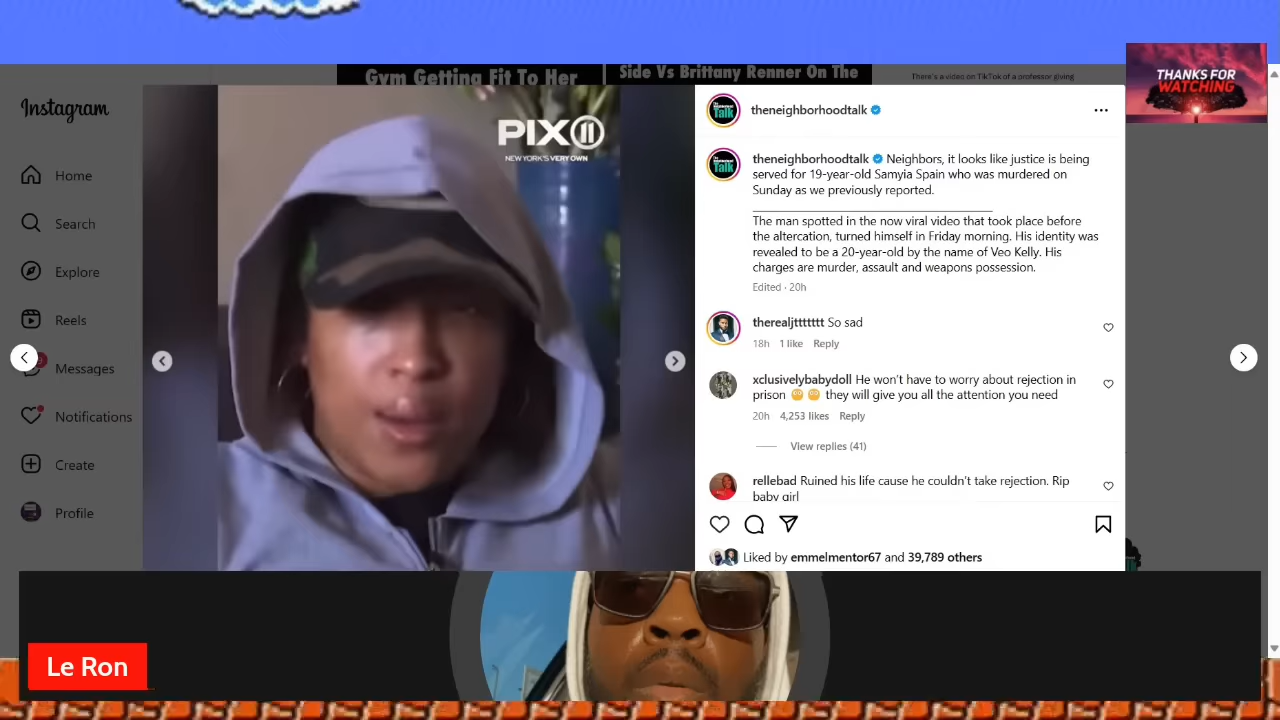 Gym Getting Fit To Her
Side Vs Brittany Renner On The
There's a video on TikTok of a professor giving
THANKS FOR
WATCHING
Instagram
Home
Search
Explore
Reels
Messages
Notifications
Create
Profile
PIX 11
NEW YORK'S VERY OWN
The Neighborhood Talk
theneighborhoodtalk
theneighborhoodtalk Neighbors, it looks like justice is being
served for 19-year-old Samyia Spain who was murdered on
Sunday as we previously reported.
The man spotted in the now viral video that took place before
the altercation, turned himself in Friday morning. His identity was
revealed to be a 20-year-old by the name of Veo Kelly. His
charges are murder, assault and weapons possession.
Edited · 20h
therealjttttttt So sad
18h 1 like Reply
xclusivelybabydoll He won't have to worry about rejection in
prison 😳 😳 they will give you all the attention you need
20h 4,253 likes Reply
View replies (41)
rellebad Ruined his life cause he couldn't take rejection. Rip
baby girl
Liked by emmelmentor67 and 39,789 others
Le Ron